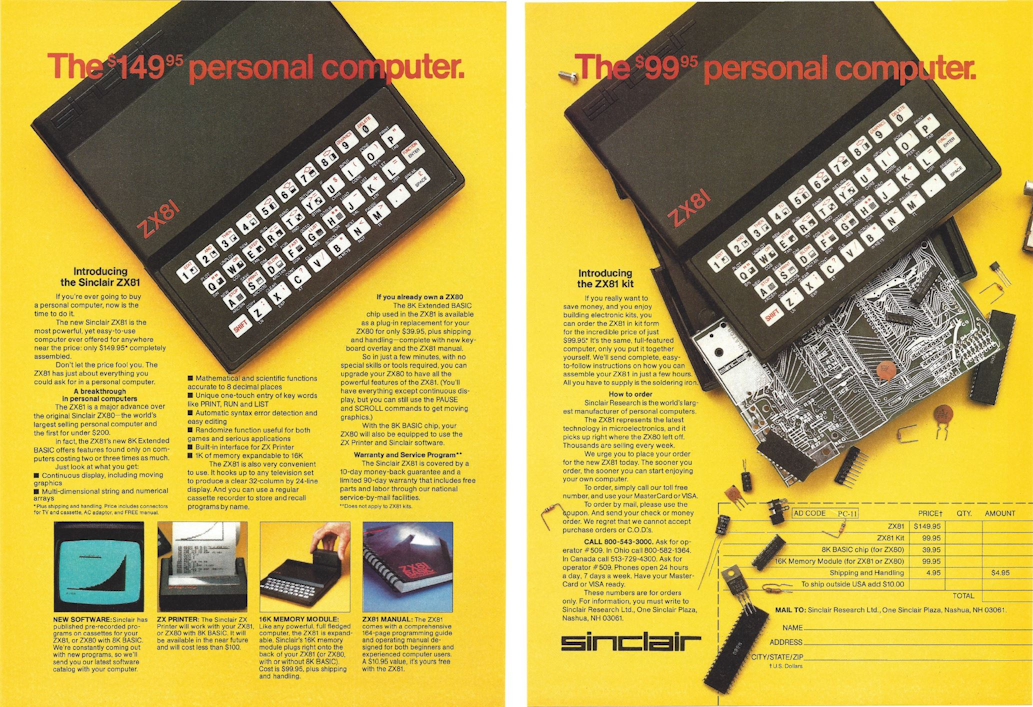 The $149⁹⁵ personal computer.
sinclair
ZX81
Introducing
the Sinclair ZX81
If you're ever going to buy
a personal computer, now is the
time to do it.
The new Sinclair ZX81 is the
most powerful, yet easy-to-use
computer ever offered for anywhere
near the price: only $149.95* completely
assembled.
Don't let the price fool you. The
ZX81 has just about everything you
could ask for in a personal computer.
A breakthrough
in personal computers
The ZX81 is a major advance over
the original Sinclair ZX80—the world's
largest selling personal computer and
the first for under $200.
In fact, the ZX81's new 8K Extended
BASIC offers features found only on com-
puters costing two or three times as much.
Just look at what you get:
■ Continuous display, including moving
graphics
■ Multi-dimensional string and numerical
arrays
*Plus shipping and handling. Price includes connectors
for TV and cassette, AC adaptor, and FREE manual.
■ Mathematical and scientific functions
accurate to 8 decimal places
■ Unique one-touch entry of key words
like PRINT, RUN and LIST
■ Automatic syntax error detection and
easy editing
■ Randomize function useful for both
games and serious applications
■ Built-in interface for ZX Printer
■ 1K of memory expandable to 16K
The ZX81 is also very convenient
to use. It hooks up to any television set
to produce a clear 32-column by 24-line
display. And you can use a regular
cassette recorder to store and recall
programs by name.
If you already own a ZX80
The 8K Extended BASIC
chip used in the ZX81 is available
as a plug-in replacement for your
ZX80 for only $39.95, plus shipping
and handling—complete with new key-
board overlay and the ZX81 manual.
So in just a few minutes, with no
special skills or tools required, you can
upgrade your ZX80 to have all the
powerful features of the ZX81. (You'll
have everything except continuous dis-
play, but you can still use the PAUSE
and SCROLL commands to get moving
graphics.)
With the 8K BASIC chip, your
ZX80 will also be equipped to use the
ZX Printer and Sinclair software.
Warranty and Service Program**
The Sinclair ZX81 is covered by a
10-day money-back guarantee and a
limited 90-day warranty that includes free
parts and labor through our national
service-by-mail facilities.
**Does not apply to ZX81 kits.
NEW SOFTWARE: Sinclair has
published pre-recorded pro-
grams on cassettes for your
ZX81, or ZX80 with 8K BASIC.
We're constantly coming out
with new programs, so we'll
send you our latest software
catalog with your computer.
ZX PRINTER: The Sinclair ZX
Printer will work with your ZX81,
or ZX80 with 8K BASIC. It will
be available in the near future
and will cost less than $100.
16K MEMORY MODULE:
Like any powerful, full fledged
computer, the ZX81 is expand-
able. Sinclair's 16K memory
module plugs right onto the
back of your ZX81 (or ZX80,
with or without 8K BASIC).
Cost is $99.95, plus shipping
and handling.
ZX81 MANUAL: The ZX81
comes with a comprehensive
164-page programming guide
and operating manual de-
signed for both beginners and
experienced computer users.
A $10.95 value, it's yours free
with the ZX81.
The $99⁹⁵ personal computer.
sinclair
ZX81
Introducing
the ZX81 kit
If you really want to
save money, and you enjoy
building electronic kits, you
can order the ZX81 in kit form
for the incredible price of just
$99.95* It's the same, full-featured
computer, only you put it together
yourself. We'll send complete, easy-
to-follow instructions on how you can
assemble your ZX81 in just a few hours.
All you have to supply is the soldering iron.
How to order
Sinclair Research is the world's larg-
est manufacturer of personal computers.
The ZX81 represents the latest
technology in microelectronics, and it
picks up right where the ZX80 left off.
Thousands are selling every week.
We urge you to place your order
for the new ZX81 today. The sooner you
order, the sooner you can start enjoying
your own computer.
To order, simply call our toll free
number, and use your MasterCard or VISA.
To order by mail, please use the
coupon. And send your check or money
order. We regret that we cannot accept
purchase orders or C.O.D's.
CALL 800-543-3000. Ask for op-
erator #509. In Ohio call 800-582-1364.
In Canada call 513-729-4300. Ask for
operator #509. Phones open 24 hours
a day, 7 days a week. Have your Master-
Card or VISA ready.
These numbers are for orders
only. For information, you must write to
Sinclair Research Ltd., One Sinclair Plaza,
Nashua, NH 03061.
sinclair
AD CODE PC-11 PRICE† QTY. AMOUNT
ZX81 $149.95
ZX81 Kit 99.95
8K BASIC chip (for ZX80) 39.95
16K Memory Module (for ZX81 or ZX80) 99.95
Shipping and Handling 4.95 $4.95
To ship outside USA add $10.00
TOTAL
MAIL TO: Sinclair Research Ltd., One Sinclair Plaza, Nashua, NH 03061.
NAME
ADDRESS
CITY/STATE/ZIP
†U.S. Dollars